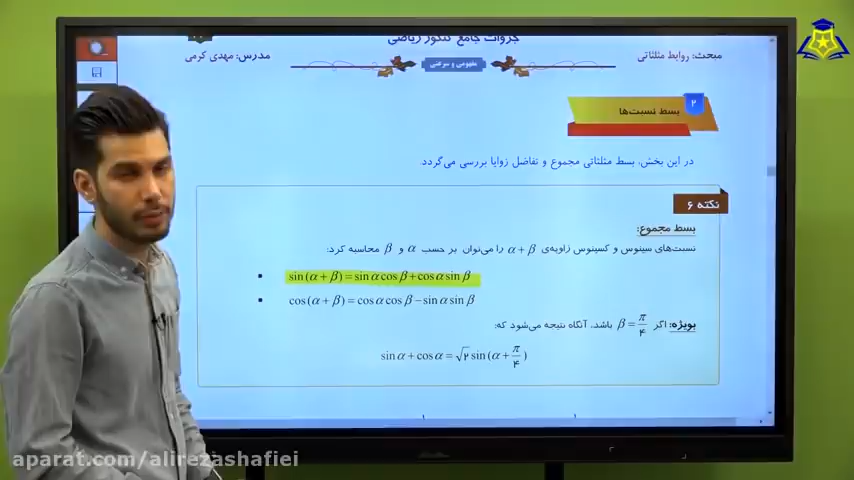 جزوات جامع کنکور ریاضی
مبحث: روابط مثلثاتی
مفهومی و سرعتی
مدرس: مهدی کرمی
۲
بسط نسبت‌ها
در این بخش، بسط مثلثاتی مجموع و تفاضل زوایا بررسی می‌گردد.
نکته ۶
بسط مجموع:
نسبت‌های سینوس و کسینوس زاویه‌ی α + β را می‌توان بر حسب α و β محاسبه کرد:
sin(α + β) = sin α cos β + cos α sin β
cos(α + β) = cos α cos β − sin α sin β
بویژه: اگر β = π/۴ باشد، آنگاه نتیجه می‌شود که:
sin α + cos α = √۲ sin(α + π/۴)
aparat.com/alirezashafiei